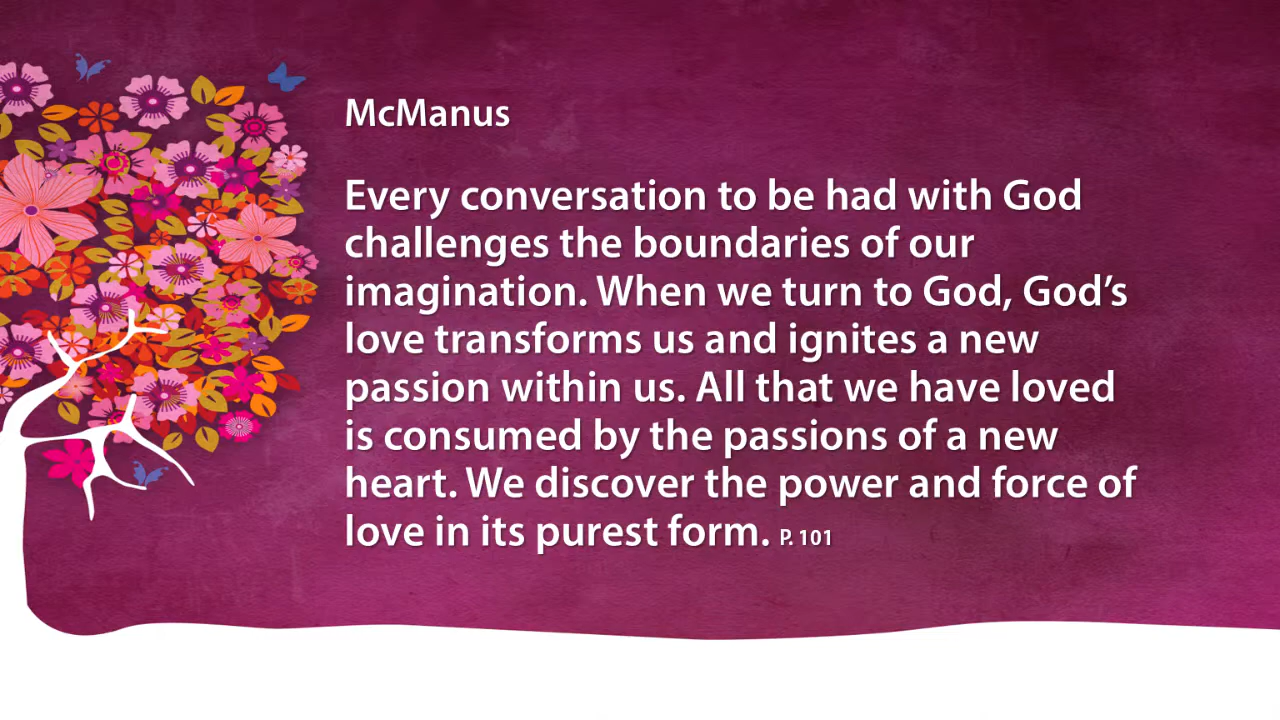 McManus
Every conversation to be had with God
challenges the boundaries of our
imagination. When we turn to God, God’s
love transforms us and ignites a new
passion within us. All that we have loved
is consumed by the passions of a new
heart. We discover the power and force of
love in its purest form. P. 101